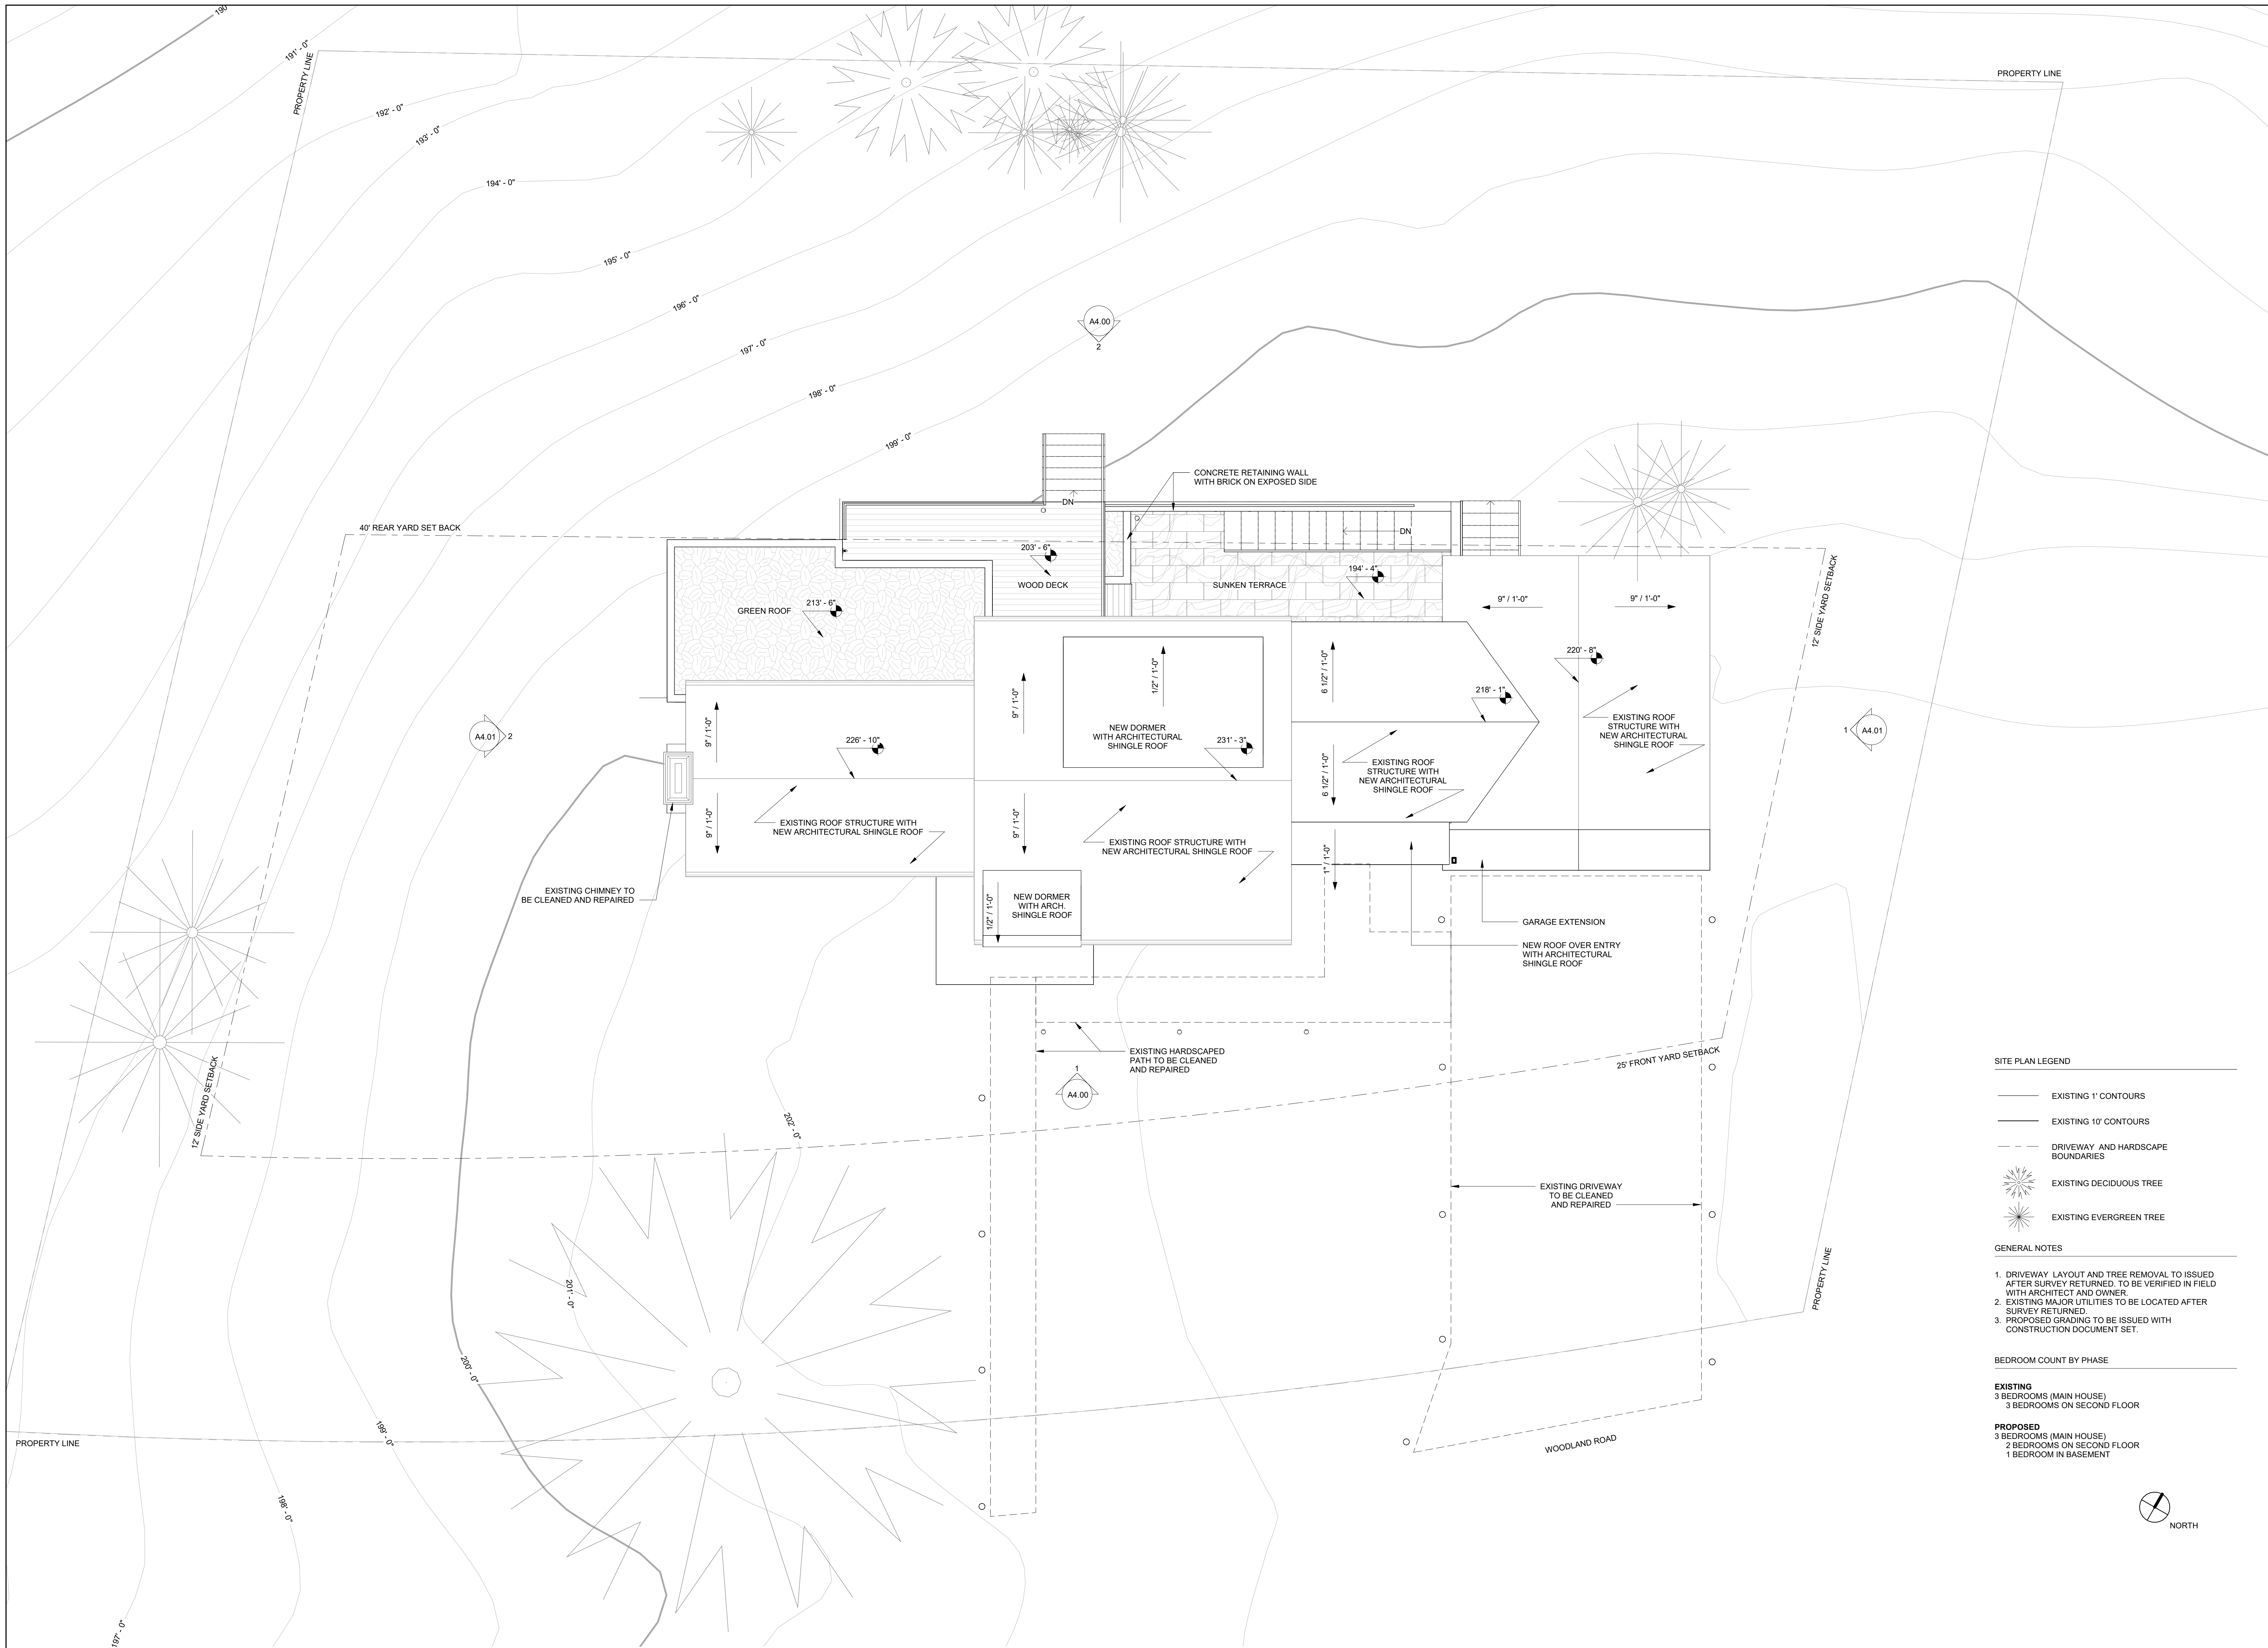 190
191' - 0"
PROPERTY LINE
192' - 0"
193' - 0"
194' - 0"
195' - 0"
196' - 0"
197' - 0"
198' - 0"
199' - 0"
PROPERTY LINE
A4.00
2
CONCRETE RETAINING WALL
WITH BRICK ON EXPOSED SIDE
DN
DN
40' REAR YARD SET BACK
203' - 6"
WOOD DECK
194' - 4"
SUNKEN TERRACE
GREEN ROOF
213' - 6"
12' SIDE YARD SETBACK
9" / 1'-0"
9" / 1'-0"
220' - 8"
218' - 1"
6 1/2" / 1'-0"
1/2" / 1'-0"
9" / 1'-0"
9" / 1'-0"
A4.01
2
1
A4.01
226' - 10"
NEW DORMER
WITH ARCHITECTURAL
SHINGLE ROOF
231' - 3"
EXISTING ROOF
STRUCTURE WITH
NEW ARCHITECTURAL
SHINGLE ROOF
EXISTING ROOF
STRUCTURE WITH
NEW ARCHITECTURAL
SHINGLE ROOF
6 1/2" / 1'-0"
9" / 1'-0"
9" / 1'-0"
EXISTING ROOF STRUCTURE WITH
NEW ARCHITECTURAL SHINGLE ROOF
EXISTING ROOF STRUCTURE WITH
NEW ARCHITECTURAL SHINGLE ROOF
1" / 1'-0"
EXISTING CHIMNEY TO
BE CLEANED AND REPAIRED
1/2" / 1'-0"
NEW DORMER
WITH ARCH.
SHINGLE ROOF
GARAGE EXTENSION
NEW ROOF OVER ENTRY
WITH ARCHITECTURAL
SHINGLE ROOF
EXISTING HARDSCAPED
PATH TO BE CLEANED
AND REPAIRED
1
A4.00
25' FRONT YARD SETBACK
12' SIDE YARD SETBACK
202' - 0"
EXISTING DRIVEWAY
TO BE CLEANED
AND REPAIRED
201' - 0"
200' - 0"
199' - 0"
198' - 0"
197' - 0"
PROPERTY LINE
PROPERTY LINE
WOODLAND ROAD
SITE PLAN LEGEND
EXISTING 1' CONTOURS
EXISTING 10' CONTOURS
DRIVEWAY AND HARDSCAPE
BOUNDARIES
EXISTING DECIDUOUS TREE
EXISTING EVERGREEN TREE
GENERAL NOTES
1. DRIVEWAY LAYOUT AND TREE REMOVAL TO ISSUED
AFTER SURVEY RETURNED. TO BE VERIFIED IN FIELD
WITH ARCHITECT AND OWNER.
2. EXISTING MAJOR UTILITIES TO BE LOCATED AFTER
SURVEY RETURNED.
3. PROPOSED GRADING TO BE ISSUED WITH
CONSTRUCTION DOCUMENT SET.
BEDROOM COUNT BY PHASE
EXISTING
3 BEDROOMS (MAIN HOUSE)
3 BEDROOMS ON SECOND FLOOR
PROPOSED
3 BEDROOMS (MAIN HOUSE)
2 BEDROOMS ON SECOND FLOOR
1 BEDROOM IN BASEMENT
NORTH